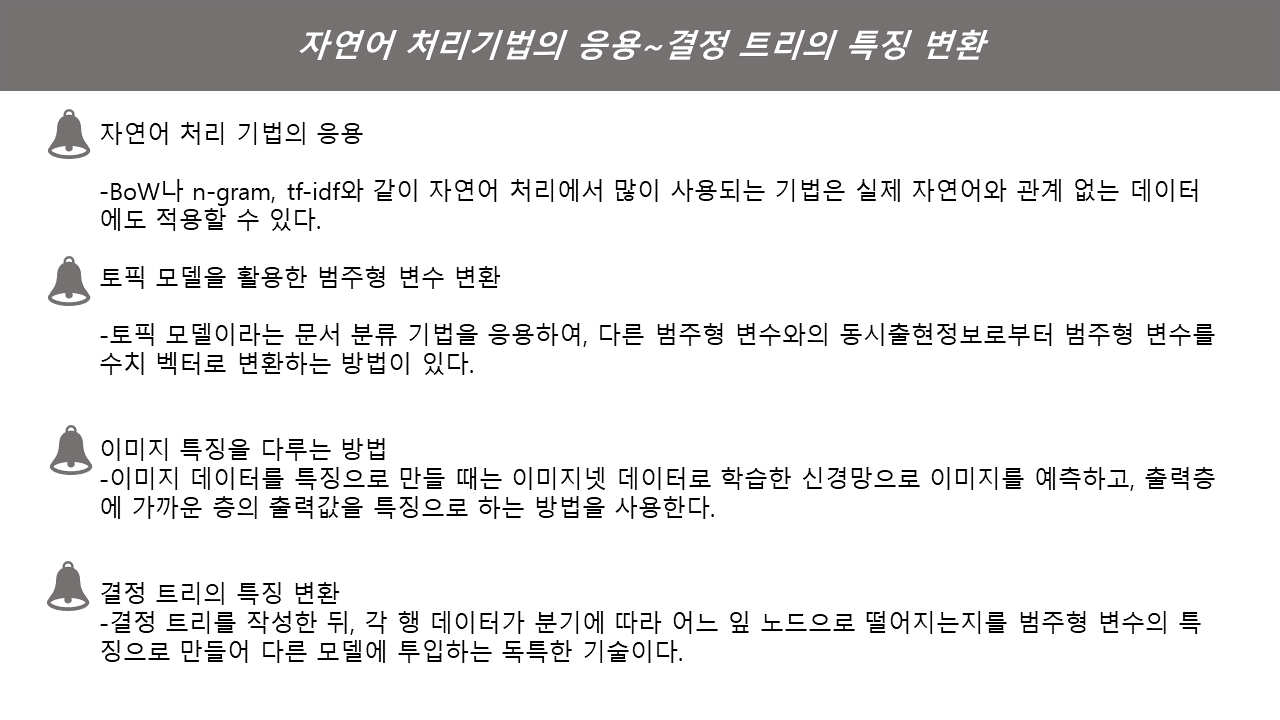 자연어 처리기법의 응용~결정 트리의 특징 변환
자연어 처리 기법의 응용
-BoW나 n-gram, tf-idf와 같이 자연어 처리에서 많이 사용되는 기법은 실제 자연어와 관계 없는 데이터
에도 적용할 수 있다.
토픽 모델을 활용한 범주형 변수 변환
-토픽 모델이라는 문서 분류 기법을 응용하여, 다른 범주형 변수와의 동시출현정보로부터 범주형 변수를
수치 벡터로 변환하는 방법이 있다.
이미지 특징을 다루는 방법
-이미지 데이터를 특징으로 만들 때는 이미지넷 데이터로 학습한 신경망으로 이미지를 예측하고, 출력층
에 가까운 층의 출력값을 특징으로 하는 방법을 사용한다.
결정 트리의 특징 변환
-결정 트리를 작성한 뒤, 각 행 데이터가 분기에 따라 어느 잎 노드으로 떨어지는지를 범주형 변수의 특
징으로 만들어 다른 모델에 투입하는 독특한 기술이다.